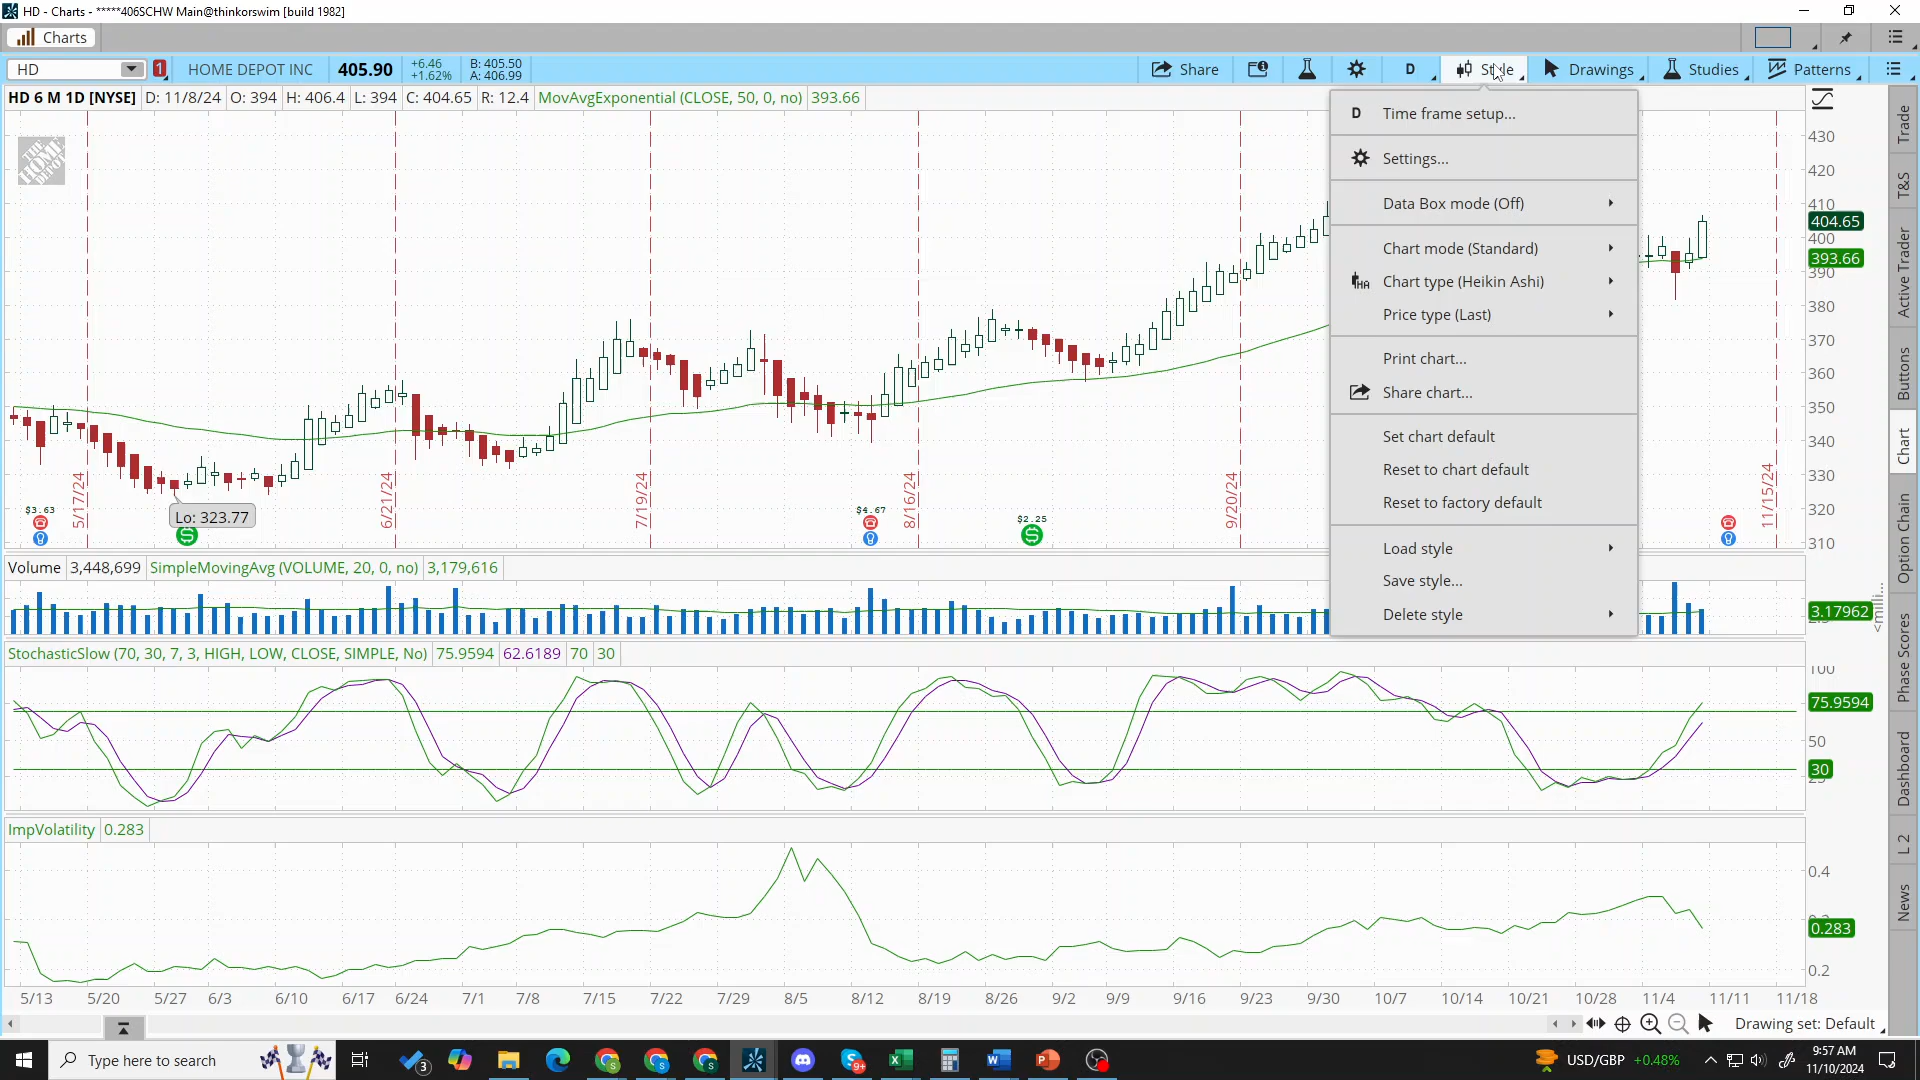 HD - Charts - *****406SCHW Main@thinkorswim [build 1982]
Charts
HD 1 HOME DEPOT INC 405.90 +6.46 +1.62% B: 405.50 A: 406.99 Share D Style Drawings Studies Patterns
HD 6 M 1D [NYSE] D: 11/8/24 O: 394 H: 406.4 L: 394 C: 404.65 R: 12.4 MovAvgExponential (CLOSE, 50, 0, no) 393.66
D Time frame setup...
Settings...
Data Box mode (Off)
Chart mode (Standard)
Chart type (Heikin Ashi)
Price type (Last)
Print chart...
Share chart...
Set chart default
Reset to chart default
Reset to factory default
Load style
Save style...
Delete style
THE HOME DEPOT
430
420
410
404.65
400
393.66
390
380
370
360
350
340
330
320
310
5/17/24
6/21/24
7/19/24
8/16/24
9/20/24
11/15/24
Lo: 323.77
$3.63
$4.67
$2.25
Volume 3,448,699 SimpleMovingAvg (VOLUME, 20, 0, no) 3,179,616
3.17962
StochasticSlow (70, 30, 7, 3, HIGH, LOW, CLOSE, SIMPLE, No) 75.9594 62.6189 70 30
100
75.9594
50
30
ImpVolatility 0.283
0.4
0.283
0.2
5/13 5/20 5/27 6/3 6/10 6/17 6/24 7/1 7/8 7/15 7/22 7/29 8/5 8/12 8/19 8/26 9/2 9/9 9/16 9/23 9/30 10/7 10/14 10/21 10/28 11/4 11/11 11/18
Drawing set: Default
Trade
T&S
Active Trader
Buttons
Chart
Option Chain
Phase Scores
Dashboard
L 2
News
Type here to search
3
9+
USD/GBP +0.48%
9:57 AM
11/10/2024